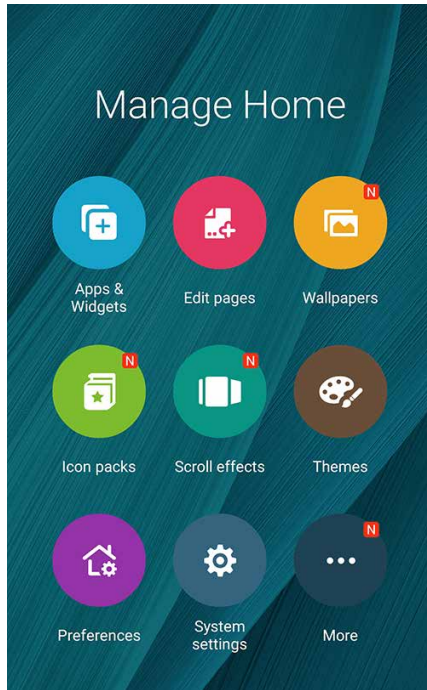 Manage Home
N
Apps &
Widgets
Edit pages
Wallpapers
N
N
Icon packs
Scroll effects
Themes
N
Preferences
System
settings
More